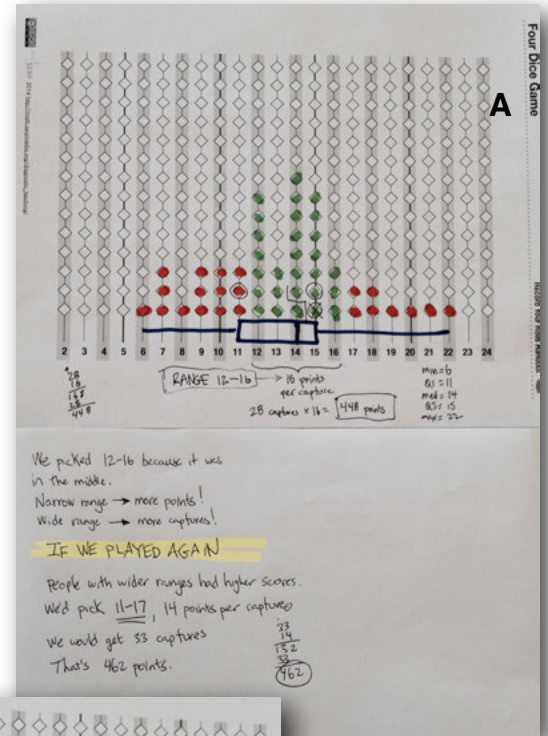 Four Dice Game
A
2 3 4 5 6 7 8 9 10 11 12 13 14 15 16 17 18 19 20 21 22 23 24
28
16
168
28
448
RANGE 12-16 → 16 points
per capture
28 captures × 16 = 448 points
min=6
Q1=11
med=14
Q3=15
max=22
We picked 12-16 because it was
in the middle.
Narrow range → more points!
Wide range → more captures!
IF WE PLAYED AGAIN
People with wider ranges had higher scores.
We'd pick 11-17, 14 points per capture
We would get 33 captures
That's 462 points.
33
14
132
33
462